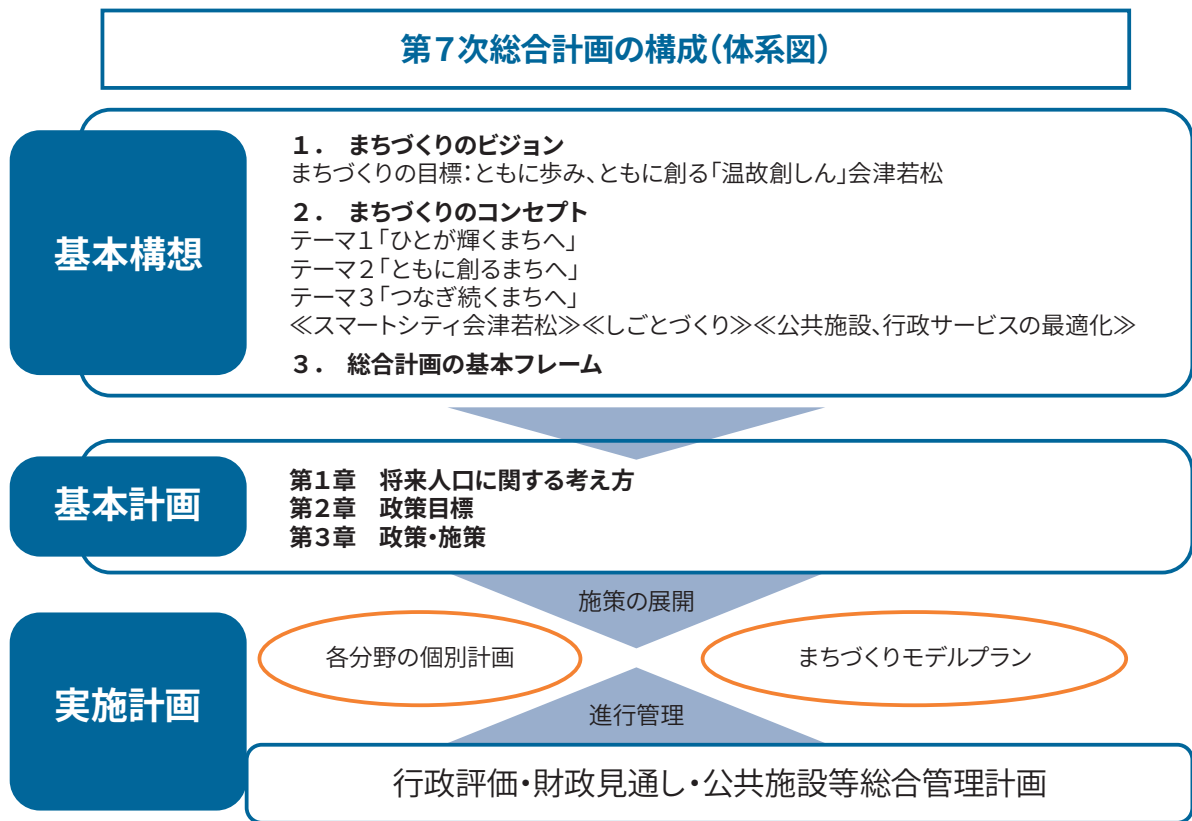 第７次総合計画の構成（体系図）
基本構想
１．　まちづくりのビジョン
まちづくりの目標：ともに歩み、ともに創る「温故創しん」会津若松
２．　まちづくりのコンセプト
テーマ１「ひとが輝くまちへ」
テーマ２「ともに創るまちへ」
テーマ３「つなぎ続くまちへ」
≪スマートシティ会津若松≫≪しごとづくり≫≪公共施設、行政サービスの最適化≫
３．　総合計画の基本フレーム
基本計画
第１章　将来人口に関する考え方
第２章　政策目標
第３章　政策・施策
施策の展開
実施計画
各分野の個別計画
まちづくりモデルプラン
進行管理
行政評価・財政見通し・公共施設等総合管理計画